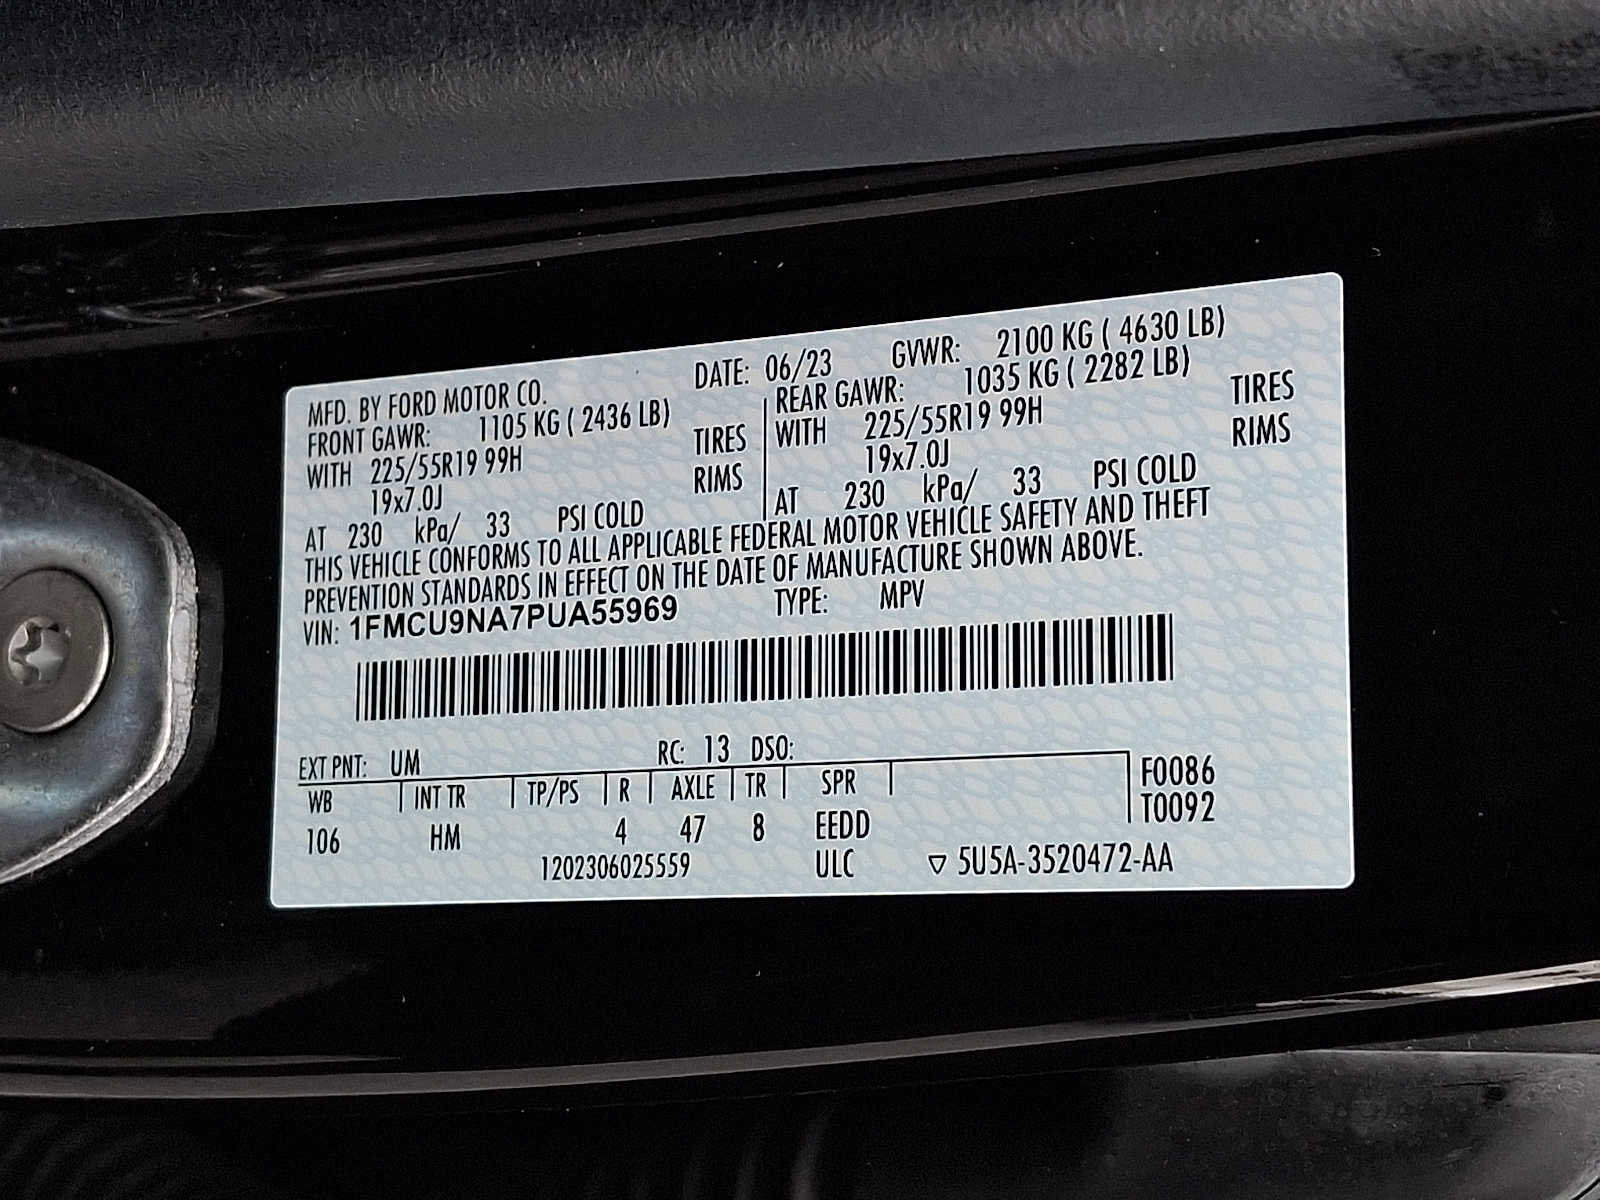 MFD. BY FORD MOTOR CO. DATE: 06/23 GVWR: 2100 KG ( 4630 LB)
FRONT GAWR: 1105 KG ( 2436 LB) REAR GAWR: 1035 KG ( 2282 LB)
WITH 225/55R19 99H TIRES WITH 225/55R19 99H TIRES
19x7.0J RIMS 19x7.0J RIMS
AT 230 kPa/ 33 PSI COLD AT 230 kPa/ 33 PSI COLD
THIS VEHICLE CONFORMS TO ALL APPLICABLE FEDERAL MOTOR VEHICLE SAFETY AND THEFT
PREVENTION STANDARDS IN EFFECT ON THE DATE OF MANUFACTURE SHOWN ABOVE.
VIN: 1FMCU9NA7PUA55969 TYPE: MPV
EXT PNT: UM RC: 13 DSO:
WB INT TR TP/PS R AXLE TR SPR F0086
106 HM 4 47 8 EEDD T0092
1202306025559 ULC ▽ 5U5A-3520472-AA